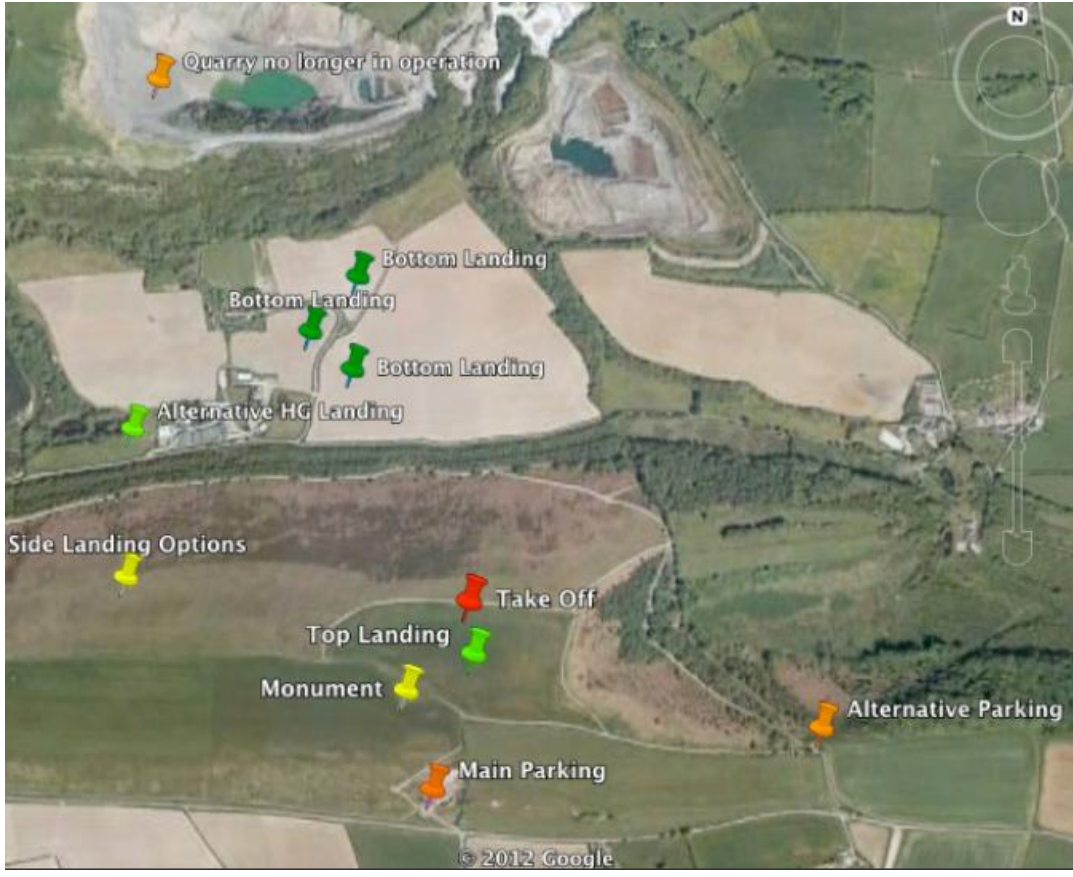 N
Quarry no longer in operation
Bottom Landing
Bottom Landing
Bottom Landing
Alternative HG Landing
Side Landing Options
Take Off
Top Landing
Monument
Alternative Parking
Main Parking
© 2012 Google